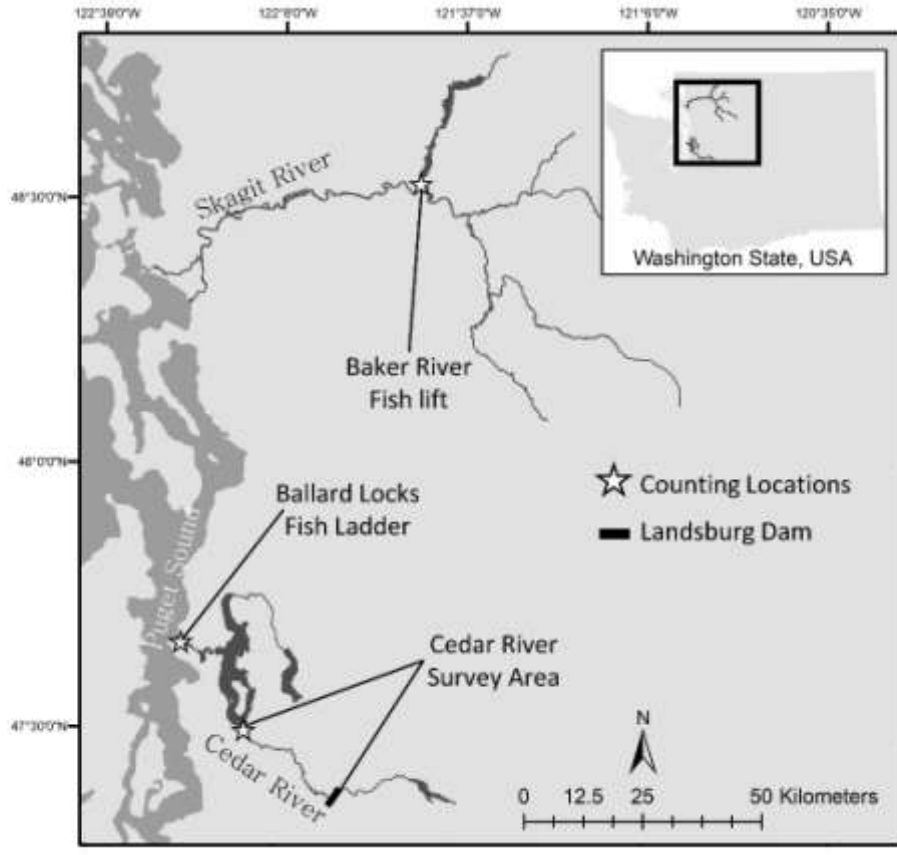 122°39'0"W
122°8'0"W
121°37'0"W
121°6'0"W
120°35'0"W
48°30'0"N
48°0'0"N
47°30'0"N
Washington State, USA
Skagit River
Baker River
Fish lift
Counting Locations
Landsburg Dam
Ballard Locks
Fish Ladder
Puget Sound
Cedar River
Survey Area
Cedar River
N
0 12.5 25 50 Kilometers